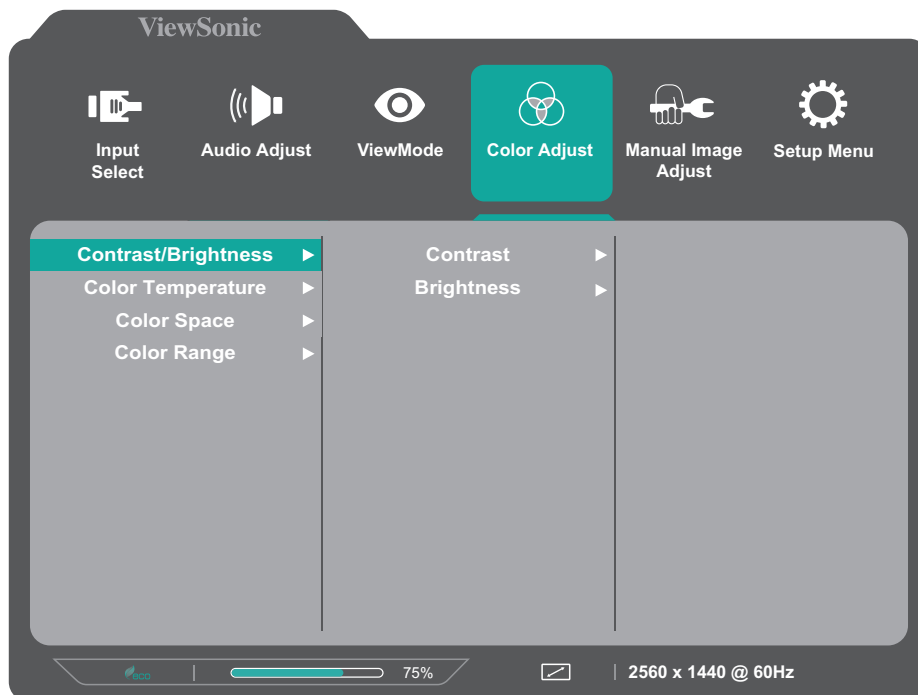 ViewSonic
Input
Select
Audio Adjust
ViewMode
Color Adjust
Manual Image
Adjust
Setup Menu
Contrast/Brightness
Color Temperature
Color Space
Color Range
Contrast
Brightness
eco
75%
2560 x 1440 @ 60Hz